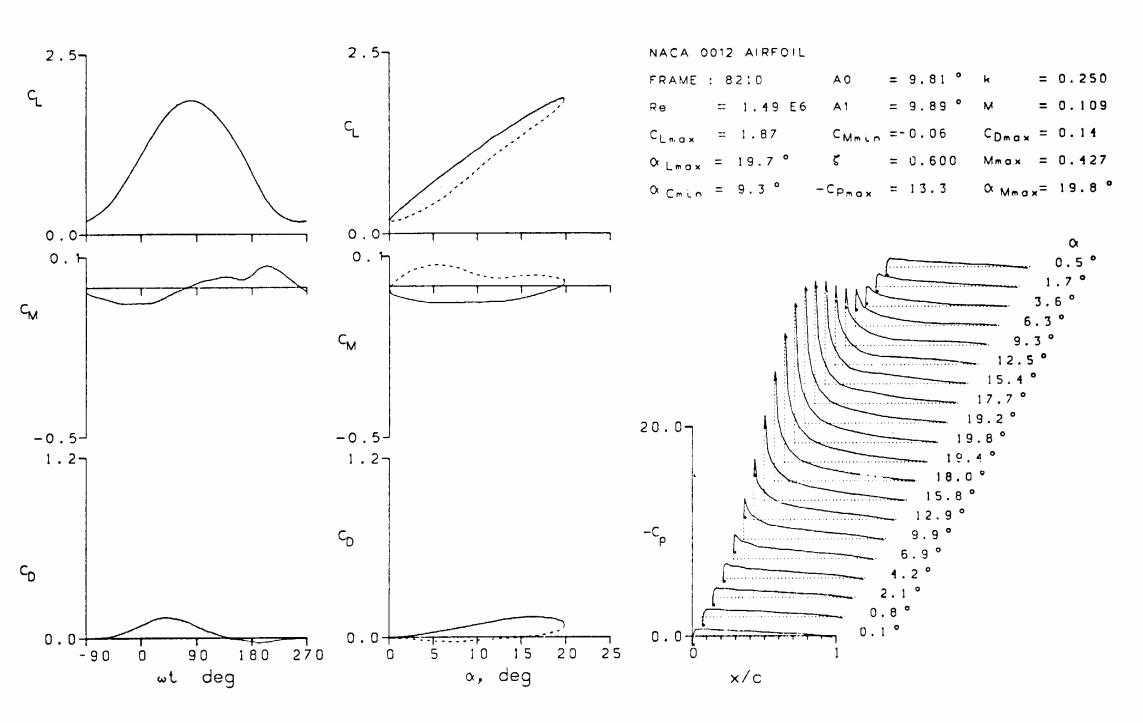 NACA 0012 AIRFOIL
FRAME : 8210 A0 = 9.81 ° k = 0.250
Re = 1.49 E6 A1 = 9.89 ° M = 0.109
CLmax = 1.87 CMmin =-0.06 CDmax = 0.14
αLmax = 19.7 ° ζ = 0.600 Mmax = 0.427
αCmin = 9.3 ° -CPmax = 13.3 αMmax= 19.8 °
2.5
CL
0.0
0.1
CM
-0.5
1.2
CD
0.0
-90 0 90 180 270
ωt deg
2.5
CL
0.0
0.1
CM
-0.5
1.2
CD
0.0
0 5 10 15 20 25
α, deg
α
0.5 °
1.7 °
3.6 °
6.3 °
9.3 °
12.5 °
15.4 °
17.7 °
19.2 °
19.8 °
19.4 °
18.0 °
15.8 °
12.9 °
9.9 °
6.9 °
4.2 °
2.1 °
0.8 °
0.1 °
20.0
-Cp
0.0
0 1
x/c